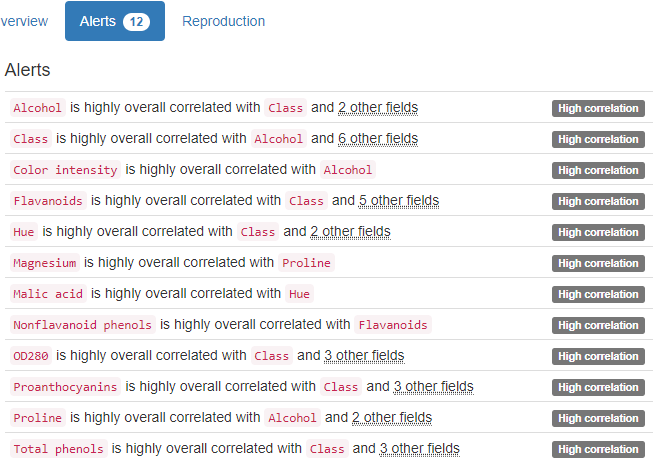 verview Alerts 12 Reproduction
Alerts
Alcohol is highly overall correlated with Class and 2 other fields High correlation
Class is highly overall correlated with Alcohol and 6 other fields High correlation
Color intensity is highly overall correlated with Alcohol High correlation
Flavanoids is highly overall correlated with Class and 5 other fields High correlation
Hue is highly overall correlated with Class and 2 other fields High correlation
Magnesium is highly overall correlated with Proline High correlation
Malic acid is highly overall correlated with Hue High correlation
Nonflavanoid phenols is highly overall correlated with Flavanoids High correlation
OD280 is highly overall correlated with Class and 3 other fields High correlation
Proanthocyanins is highly overall correlated with Class and 3 other fields High correlation
Proline is highly overall correlated with Alcohol and 2 other fields High correlation
Total phenols is highly overall correlated with Class and 3 other fields High correlation